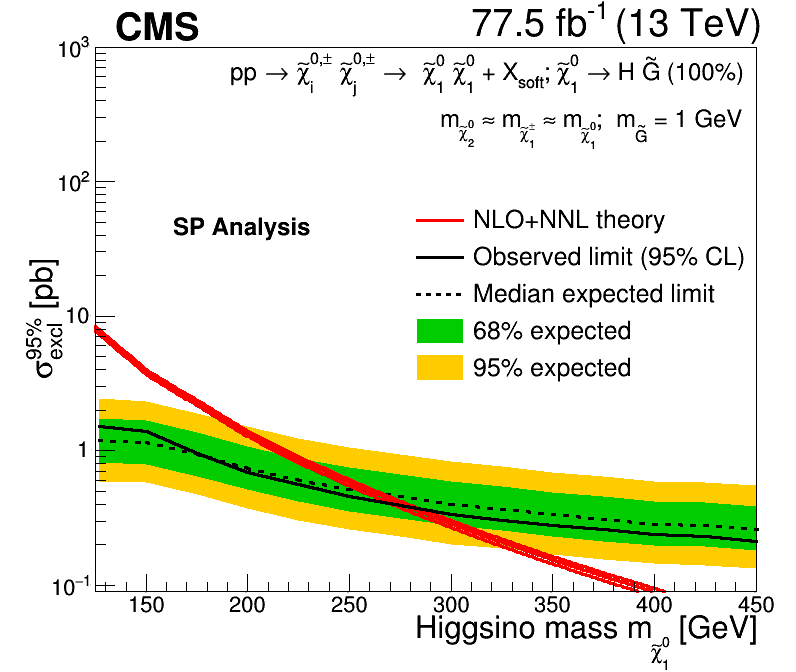 CMS 77.5 fb⁻¹ (13 TeV)
pp → χ̃ᵢ⁰,± χ̃ⱼ⁰,± → χ̃₁⁰ χ̃₁⁰ + Xsoft; χ̃₁⁰ → H G̃ (100%)
mχ̃₂⁰ ≈ mχ̃₁± ≈ mχ̃₁⁰; mG̃ = 1 GeV
SP Analysis
NLO+NNL theory
Observed limit (95% CL)
Median expected limit
68% expected
95% expected
σexcl95% [pb]
10³
10²
10
1
10⁻¹
150 200 250 300 350 400 450
Higgsino mass mχ̃₁⁰ [GeV]